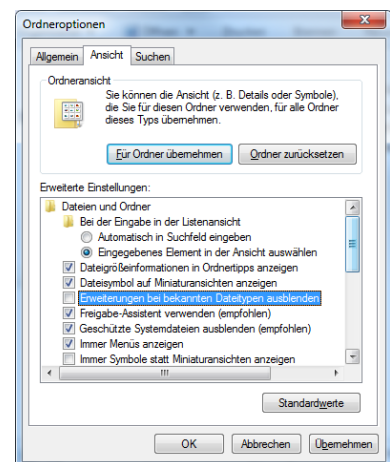 Ordneroptionen
Allgemein Ansicht Suchen
Ordneransicht
Sie können die Ansicht (z. B. Details oder Symbole),
die Sie für diesen Ordner verwenden, für alle Ordner
dieses Typs übernehmen.
Für Ordner übernehmen Ordner zurücksetzen
Erweiterte Einstellungen:
Dateien und Ordner
Bei der Eingabe in der Listenansicht
Automatisch in Suchfeld eingeben
Eingegebenes Element in der Ansicht auswählen
Dateigrößeinformationen in Ordnertipps anzeigen
Dateisymbol auf Miniaturansichten anzeigen
Erweiterungen bei bekannten Dateitypen ausblenden
Freigabe-Assistent verwenden (empfohlen)
Geschützte Systemdateien ausblenden (empfohlen)
Immer Menüs anzeigen
Immer Symbole statt Miniaturansichten anzeigen
Standardwerte
OK Abbrechen Übernehmen